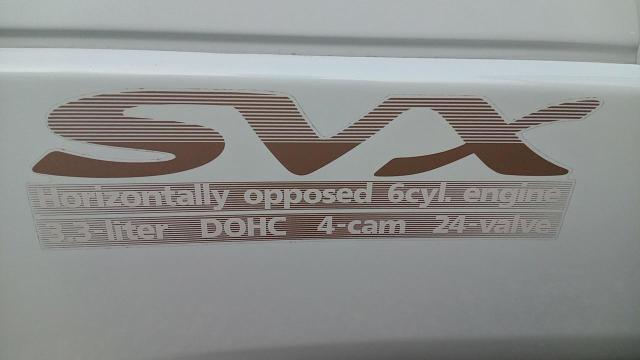 SVX
Horizontally opposed 6cyl. engine
3.3-liter DOHC 4-cam 24-valve